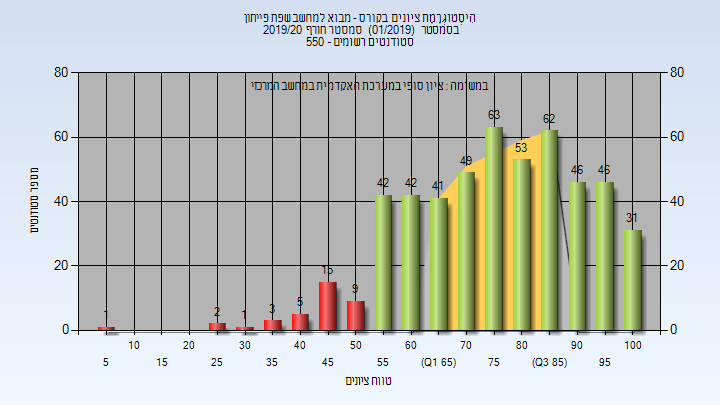 היסטוגרמת ציונים בקורס - מבוא למחשב שפת פייתון
בסמסטר (01/2019) סמסטר חורף 2019/20
סטודנטים רשומים - 550
במשימה : ציון סופי במערכת האקדמית במחשב המרכזי
80 80
60 60
40 40
20 20
0 0
מספר סטודנטים
1 2 1 3 5 15 9 42 42 41 49 63 53 62 46 46 31
10 20 30 40 50 60 70 80 90 100
5 15 25 35 45 55 (Q1 65) 75 (Q3 85) 95
טווח ציונים